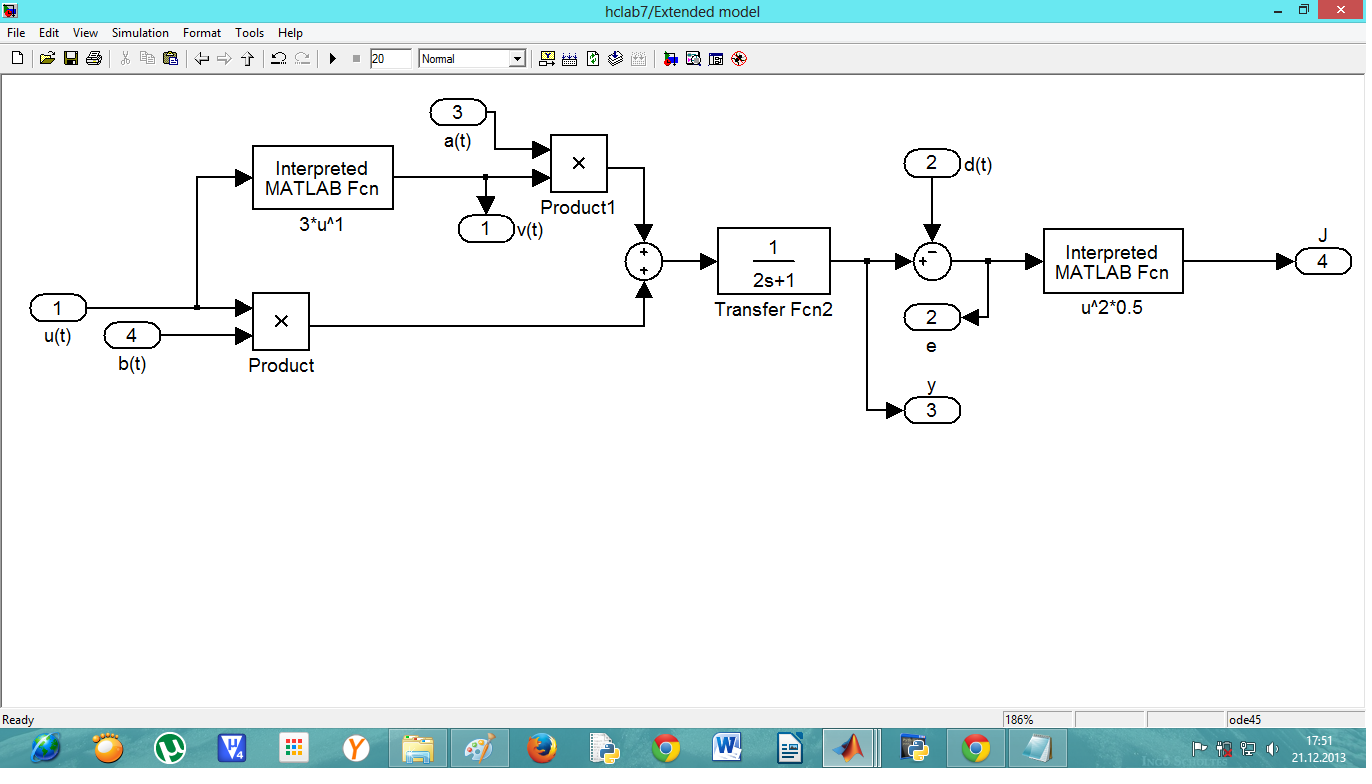 hclab7/Extended model
File Edit View Simulation Format Tools Help
20 Normal
3
a(t)
Interpreted
MATLAB Fcn
3*u^1
×
Product1
1 v(t)
2 d(t)
+
+
1
2s+1
Transfer Fcn2
−
+
Interpreted
MATLAB Fcn
u^2*0.5
J
4
1
u(t)
4
b(t)
×
Product
2
e
y
3
Ready 186% ode45
17:51
21.12.2013